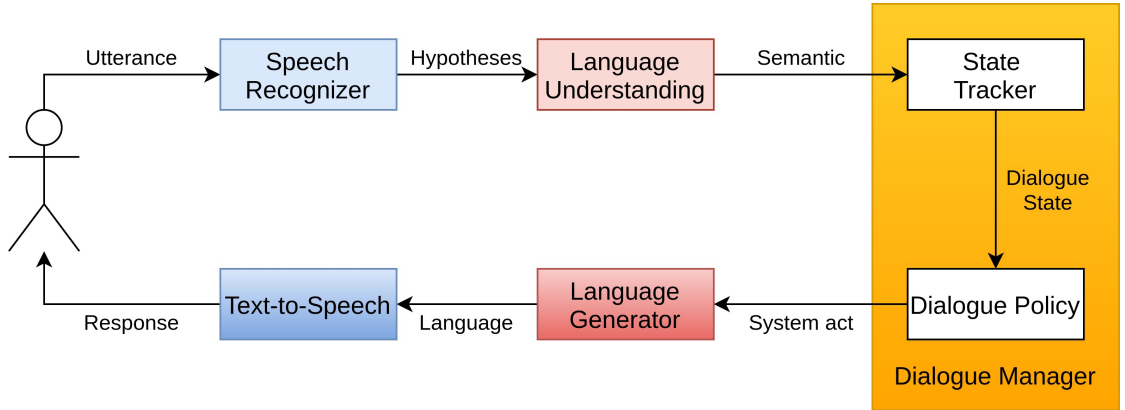 Utterance
Speech
Recognizer
Hypotheses
Language
Understanding
Semantic
State
Tracker
Dialogue
State
Dialogue Policy
System act
Language
Generator
Language
Text-to-Speech
Response
Dialogue Manager